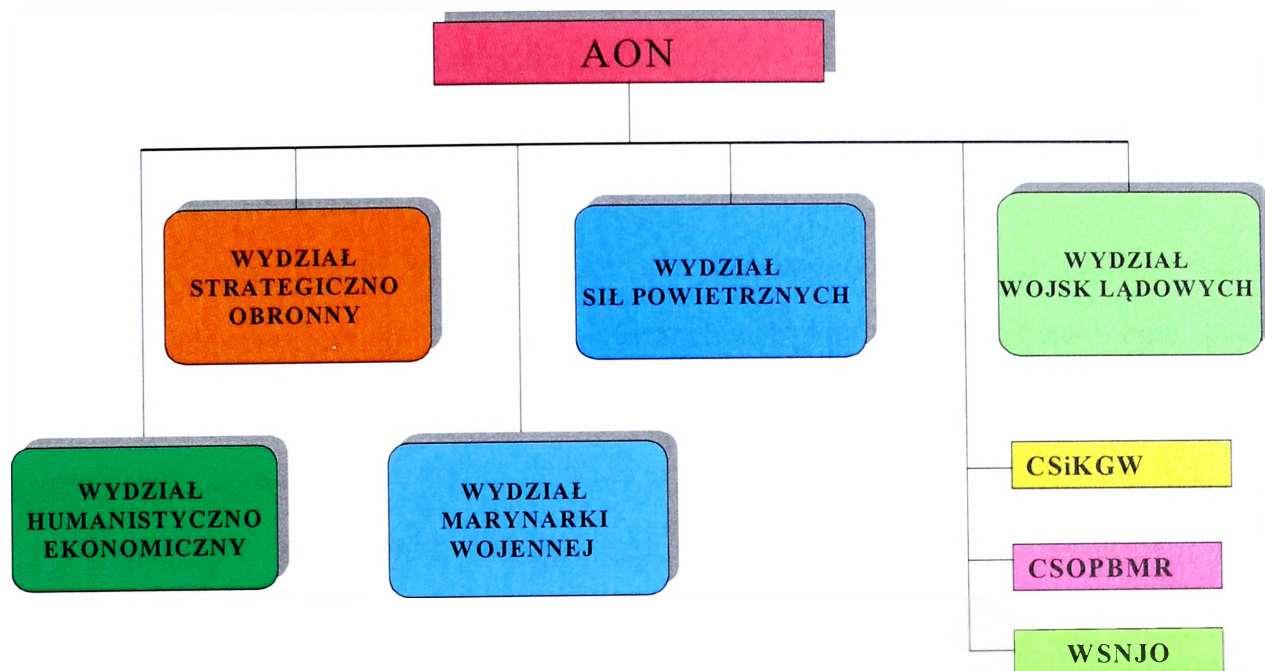 AON
WYDZIAŁ
STRATEGICZNO
OBRONNY
WYDZIAŁ
SIŁ POWIETRZNYCH
WYDZIAŁ
WOJSK LĄDOWYCH
WYDZIAŁ
HUMANISTYCZNO
EKONOMICZNY
WYDZIAŁ
MARYNARKI
WOJENNEJ
CSiKGW
CSOPBMR
WSNJO